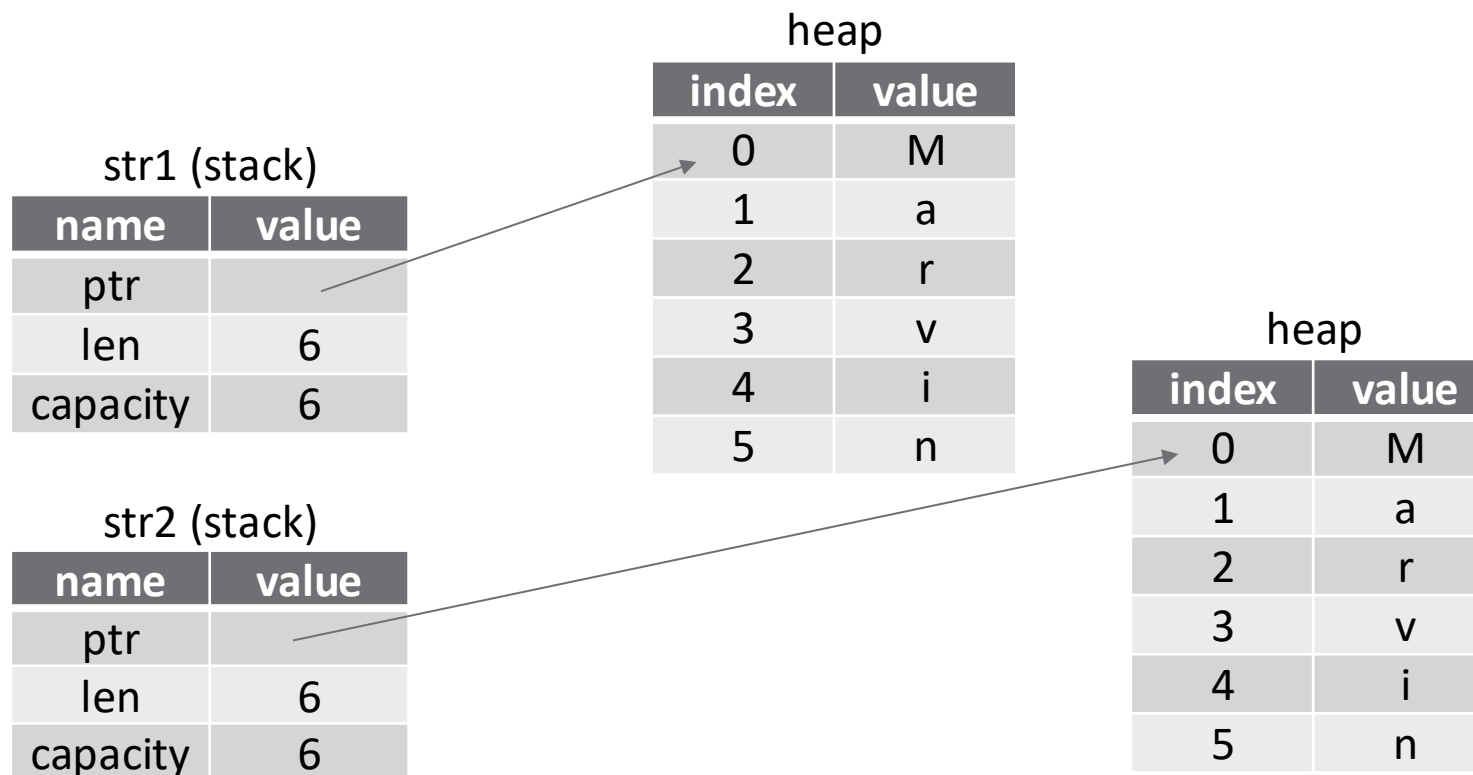 str1 (stack)
name value
ptr
len 6
capacity 6
heap
index value
0 M
1 a
2 r
3 v
4 i
5 n
str2 (stack)
name value
ptr
len 6
capacity 6
heap
index value
0 M
1 a
2 r
3 v
4 i
5 n